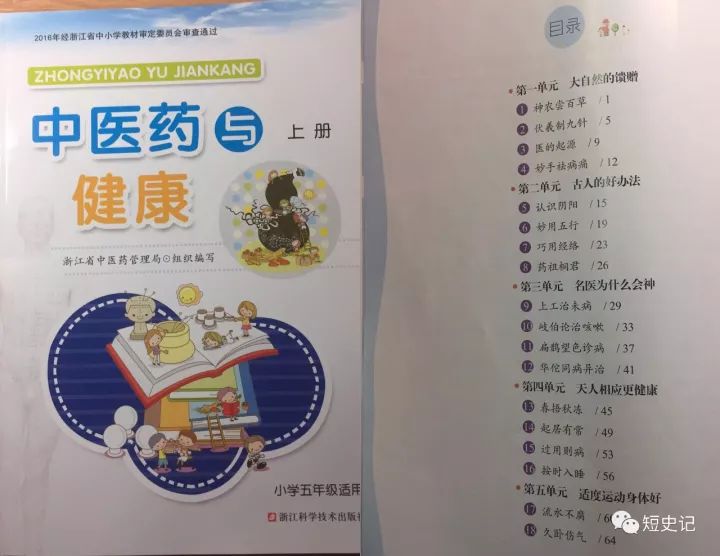 2016年经浙江省中小学教材审定委员会审查通过
ZHONGYIYAO YU JIANKANG
中医药与
上册
健康
浙江省中医药管理局⊙组织编写
小学五年级适用
浙江科学技术出版社
目录
第一单元 大自然的馈赠
1 神农尝百草 / 1
2 伏羲制九针 / 5
3 医的起源 / 9
4 妙手祛病痛 / 12
第二单元 古人的好办法
5 认识阴阳 / 15
6 妙用五行 / 19
7 巧用经络 / 23
8 药祖桐君 / 26
第三单元 名医为什么会神
9 上工治未病 / 29
10 岐伯论治咳嗽 / 33
11 扁鹊望色诊病 / 37
12 华佗同病异治 / 41
第四单元 天人相应更健康
13 春捂秋冻 / 45
14 起居有常 / 49
15 过用则病 / 53
16 按时入睡 / 56
第五单元 适度运动身体好
17 流水不腐
18 久卧伤气 / 64
短史记